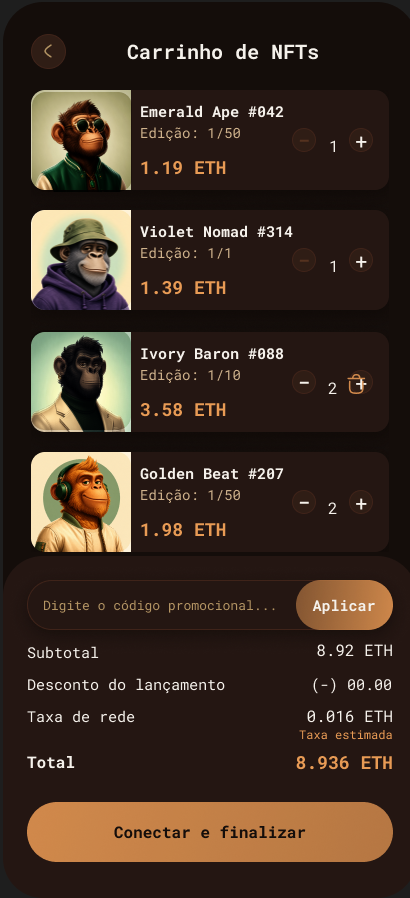 Carrinho de NFTs
Emerald Ape #042
Edição: 1/50
1
1.19 ETH
Violet Nomad #314
Edição: 1/1
1
1.39 ETH
Ivory Baron #088
Edição: 1/10
2
3.58 ETH
Golden Beat #207
Edição: 1/50
2
1.98 ETH
Digite o código promocional... Aplicar
Subtotal 8.92 ETH
Desconto do lançamento (-) 00.00
Taxa de rede 0.016 ETH
Taxa estimada
Total 8.936 ETH
Conectar e finalizar